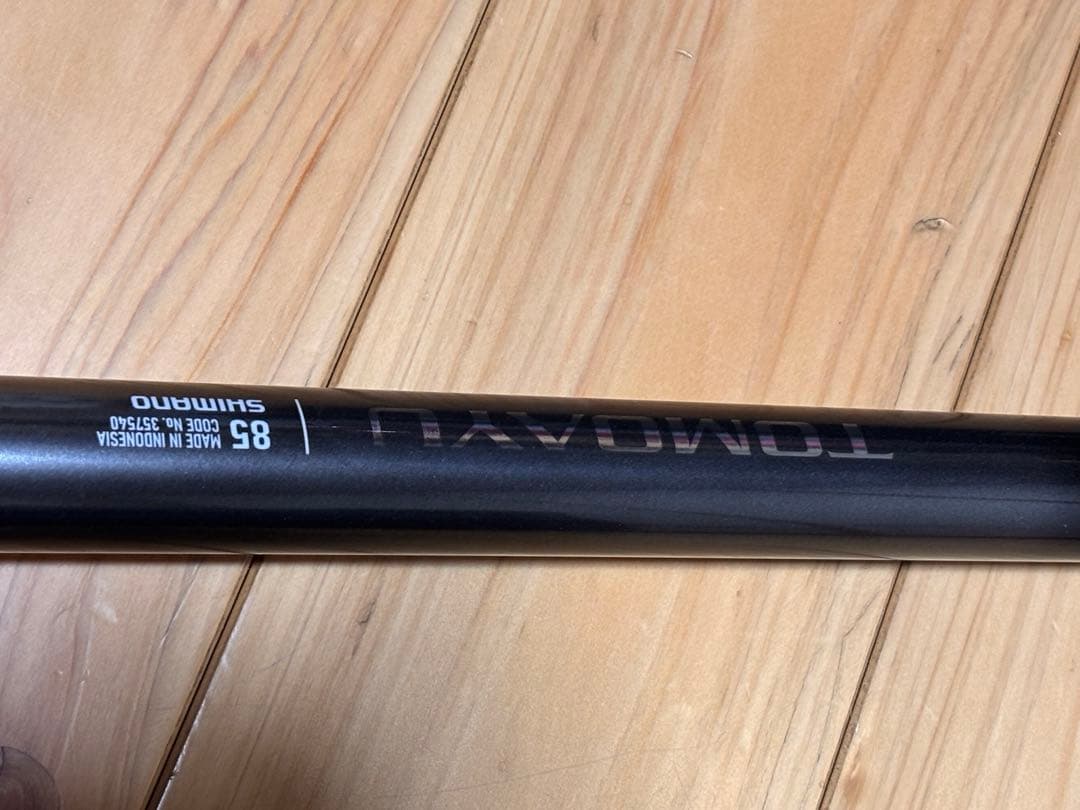 TOMOAYU
SHIMANO
85
CODE No. 357540
MADE IN INDONESIA